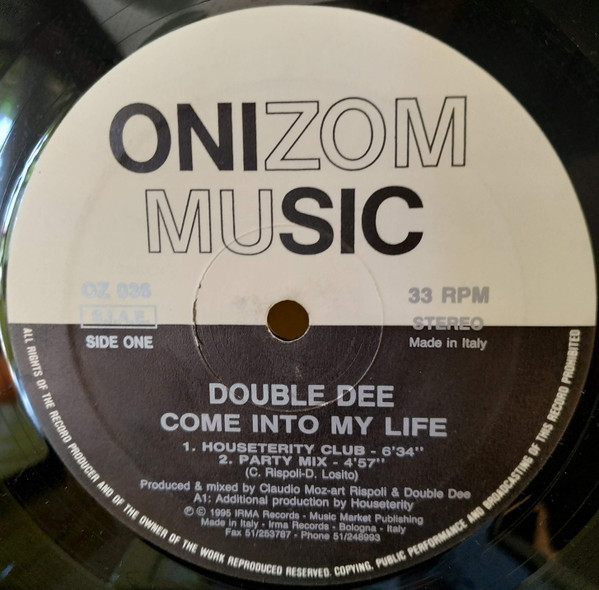 ONIZOM
MUSIC
OZ 036
S.I.A.E.
SIDE ONE
33 RPM
STEREO
Made in Italy
DOUBLE DEE
COME INTO MY LIFE
1. HOUSETERITY CLUB - 6'34"
2. PARTY MIX - 4'57"
(C. Rispoli-D. Losito)
Produced & mixed by Claudio Moz-art Rispoli & Double Dee
A1: Additional production by Houseterity
℗ © 1995 IRMA Records - Music Market Publishing
Made in Italy - Irma Records - Bologna - Italy
Fax 51/253787 - Phone 51/248993
ALL RIGHTS OF THE RECORD PRODUCER AND OF THE OWNER OF THE WORK REPRODUCED RESERVED. COPYING, PUBLIC PERFORMANCE AND BROADCASTING OF THIS RECORD PROHIBITED